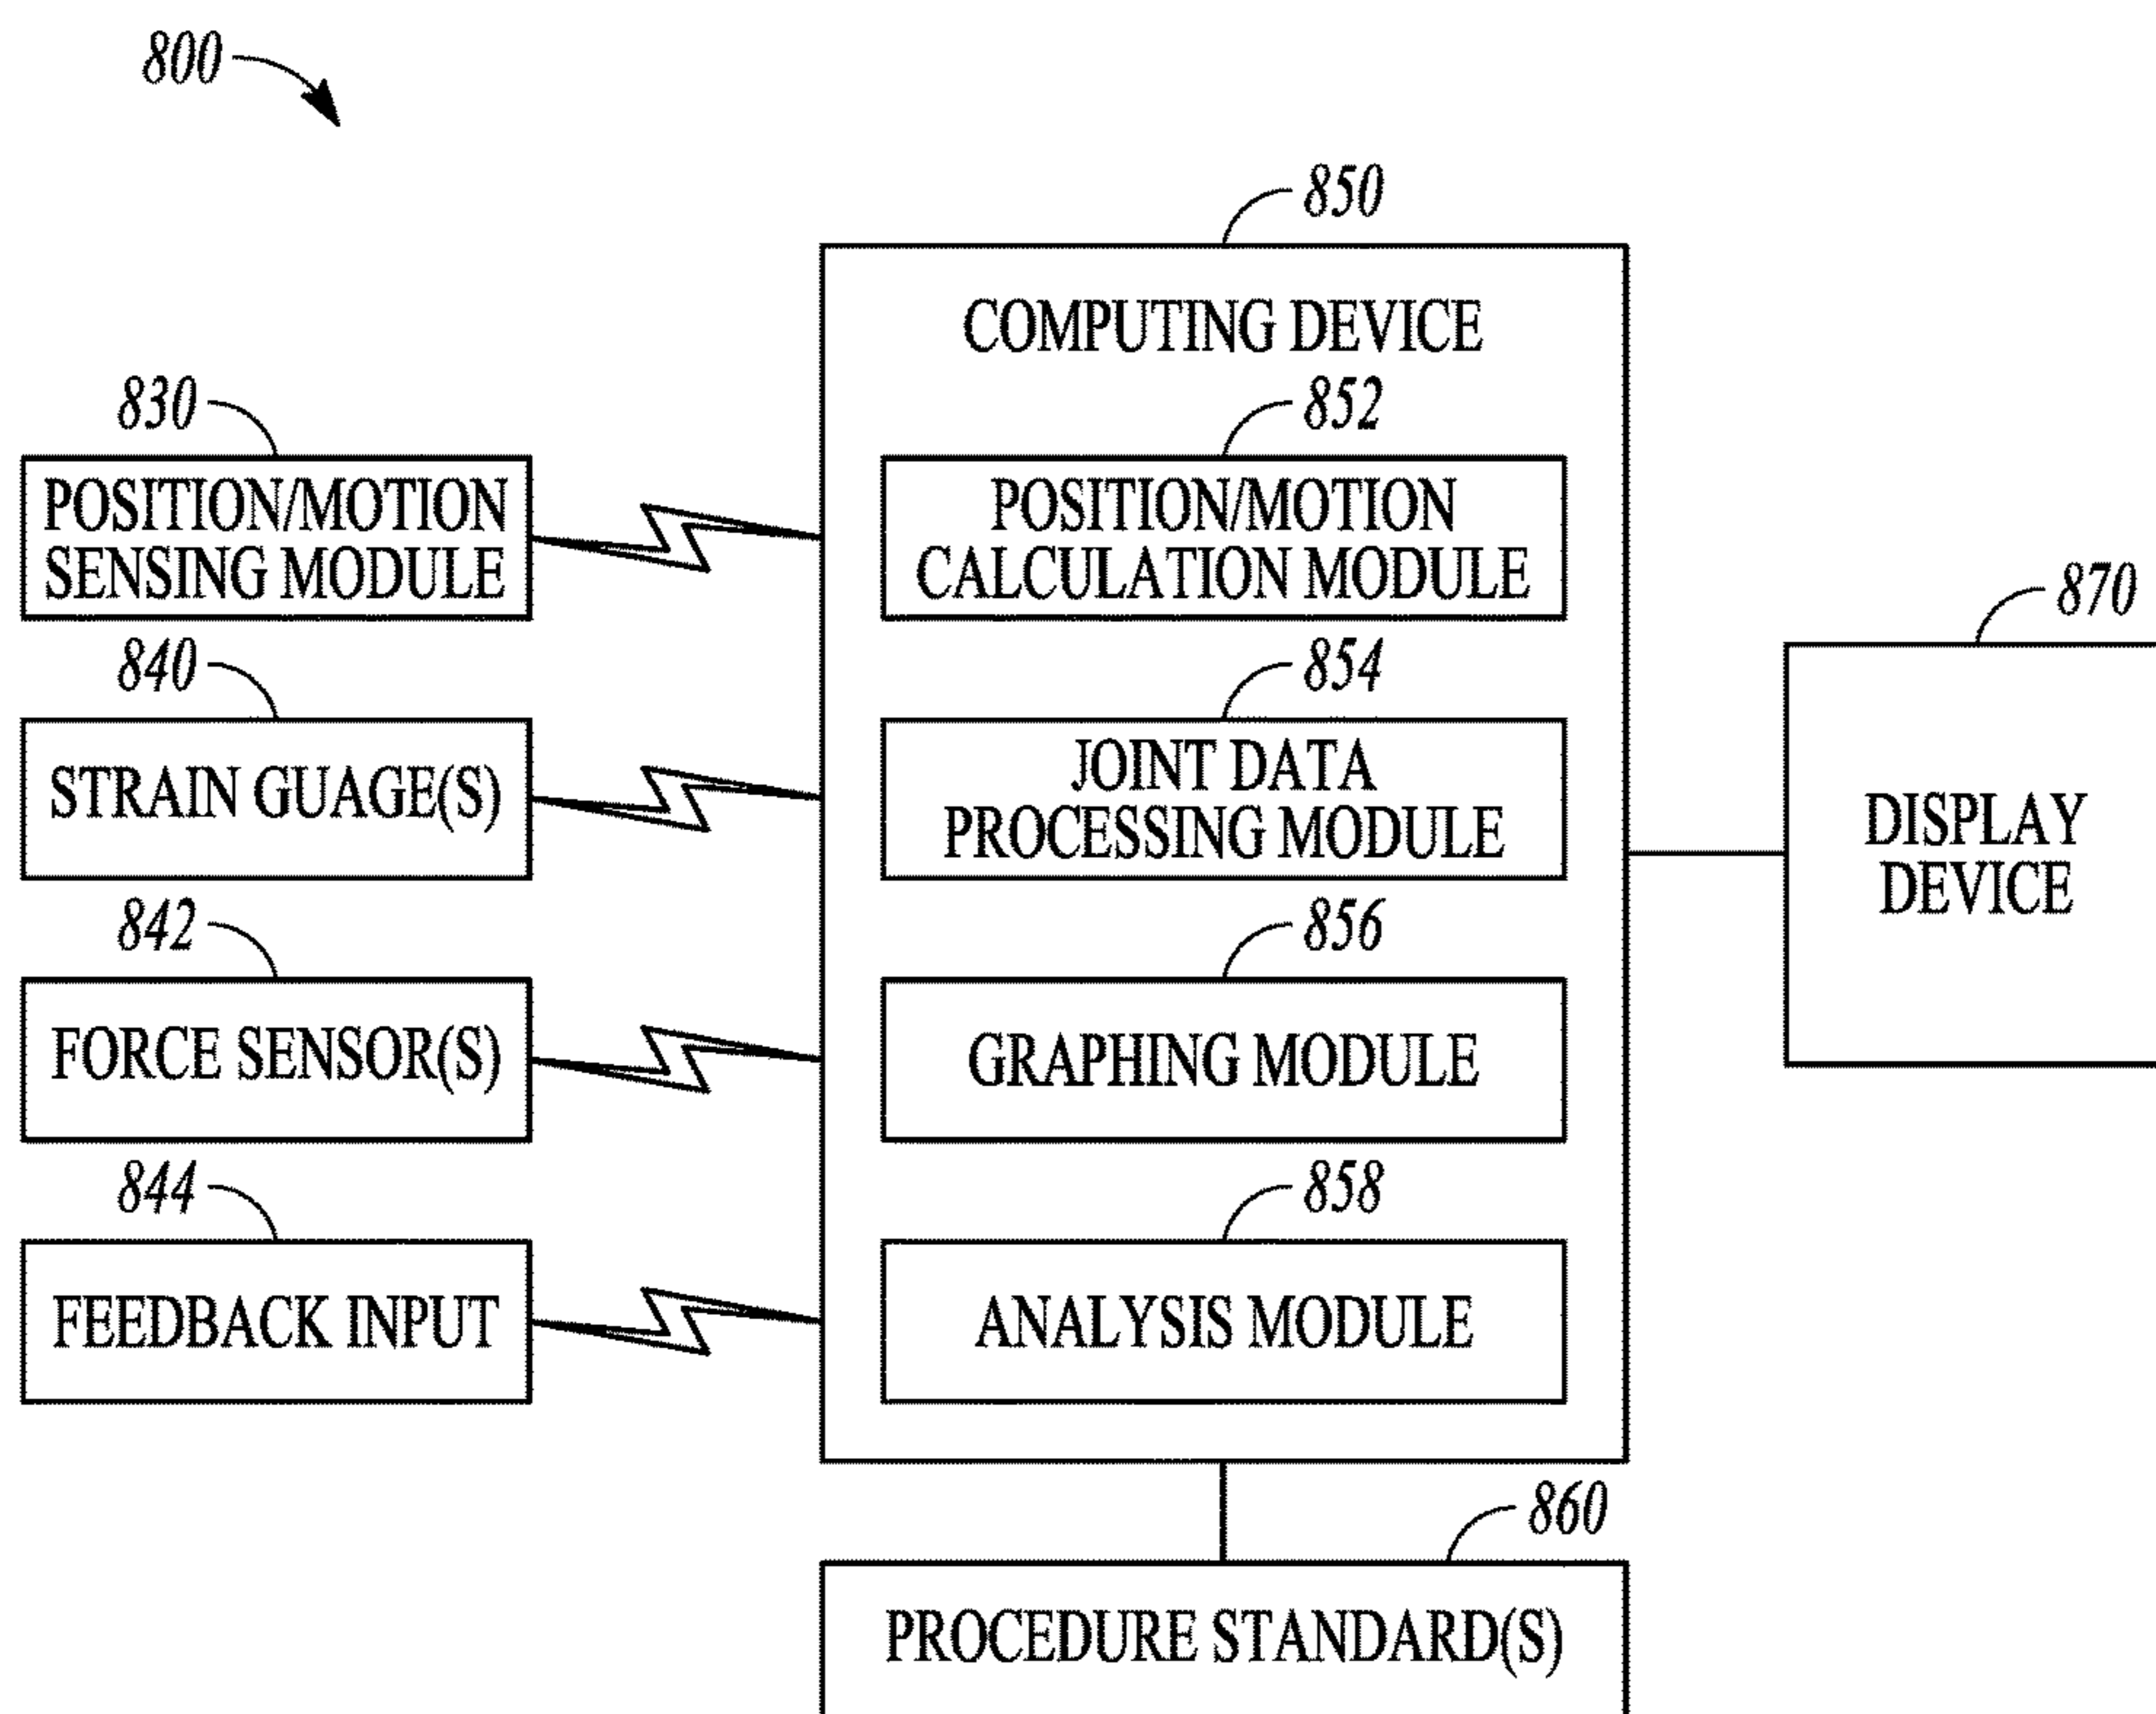 800
850
COMPUTING DEVICE
830
POSITION/MOTION
SENSING MODULE
852
POSITION/MOTION
CALCULATION MODULE
840
STRAIN GUAGE(S)
854
JOINT DATA
PROCESSING MODULE
870
DISPLAY
DEVICE
842
FORCE SENSOR(S)
856
GRAPHING MODULE
844
FEEDBACK INPUT
858
ANALYSIS MODULE
860
PROCEDURE STANDARD(S)